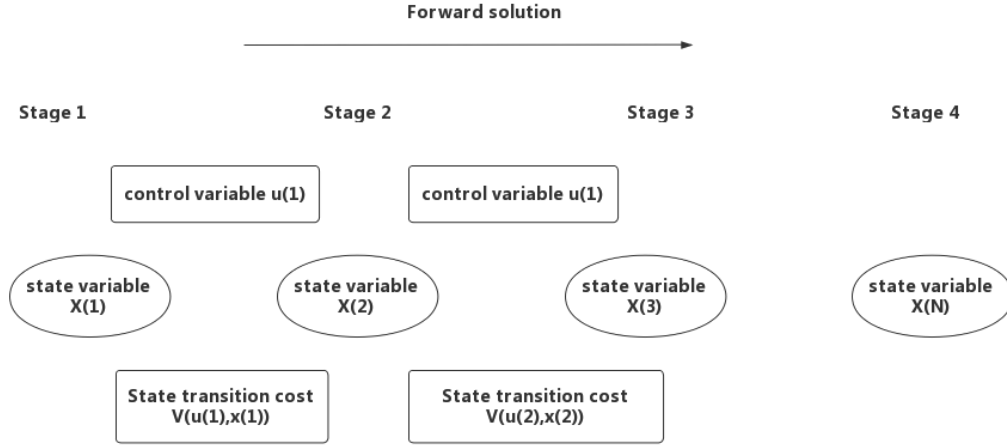 Forward solution
Stage 1
Stage 2
Stage 3
Stage 4
control variable u(1)
control variable u(1)
state variable
X(1)
state variable
X(2)
state variable
X(3)
state variable
X(N)
State transition cost
V(u(1),x(1))
State transition cost
V(u(2),x(2))